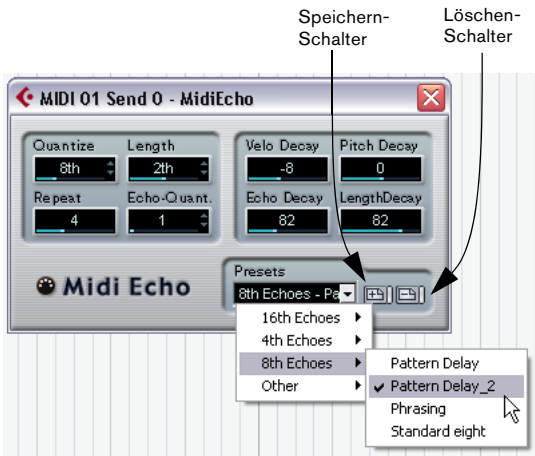 Speichern-
Schalter
Löschen-
Schalter
MIDI 01 Send 0 - MidiEcho
Quantize
Length
8th
2th
Repeat
Echo-Quant.
4
1
Velo Decay
Pitch Decay
-8
0
Echo Decay
LengthDecay
82
82
Midi Echo
Presets
8th Echoes - Pa
16th Echoes
4th Echoes
8th Echoes
Other
Pattern Delay
Pattern Delay_2
Phrasing
Standard eight